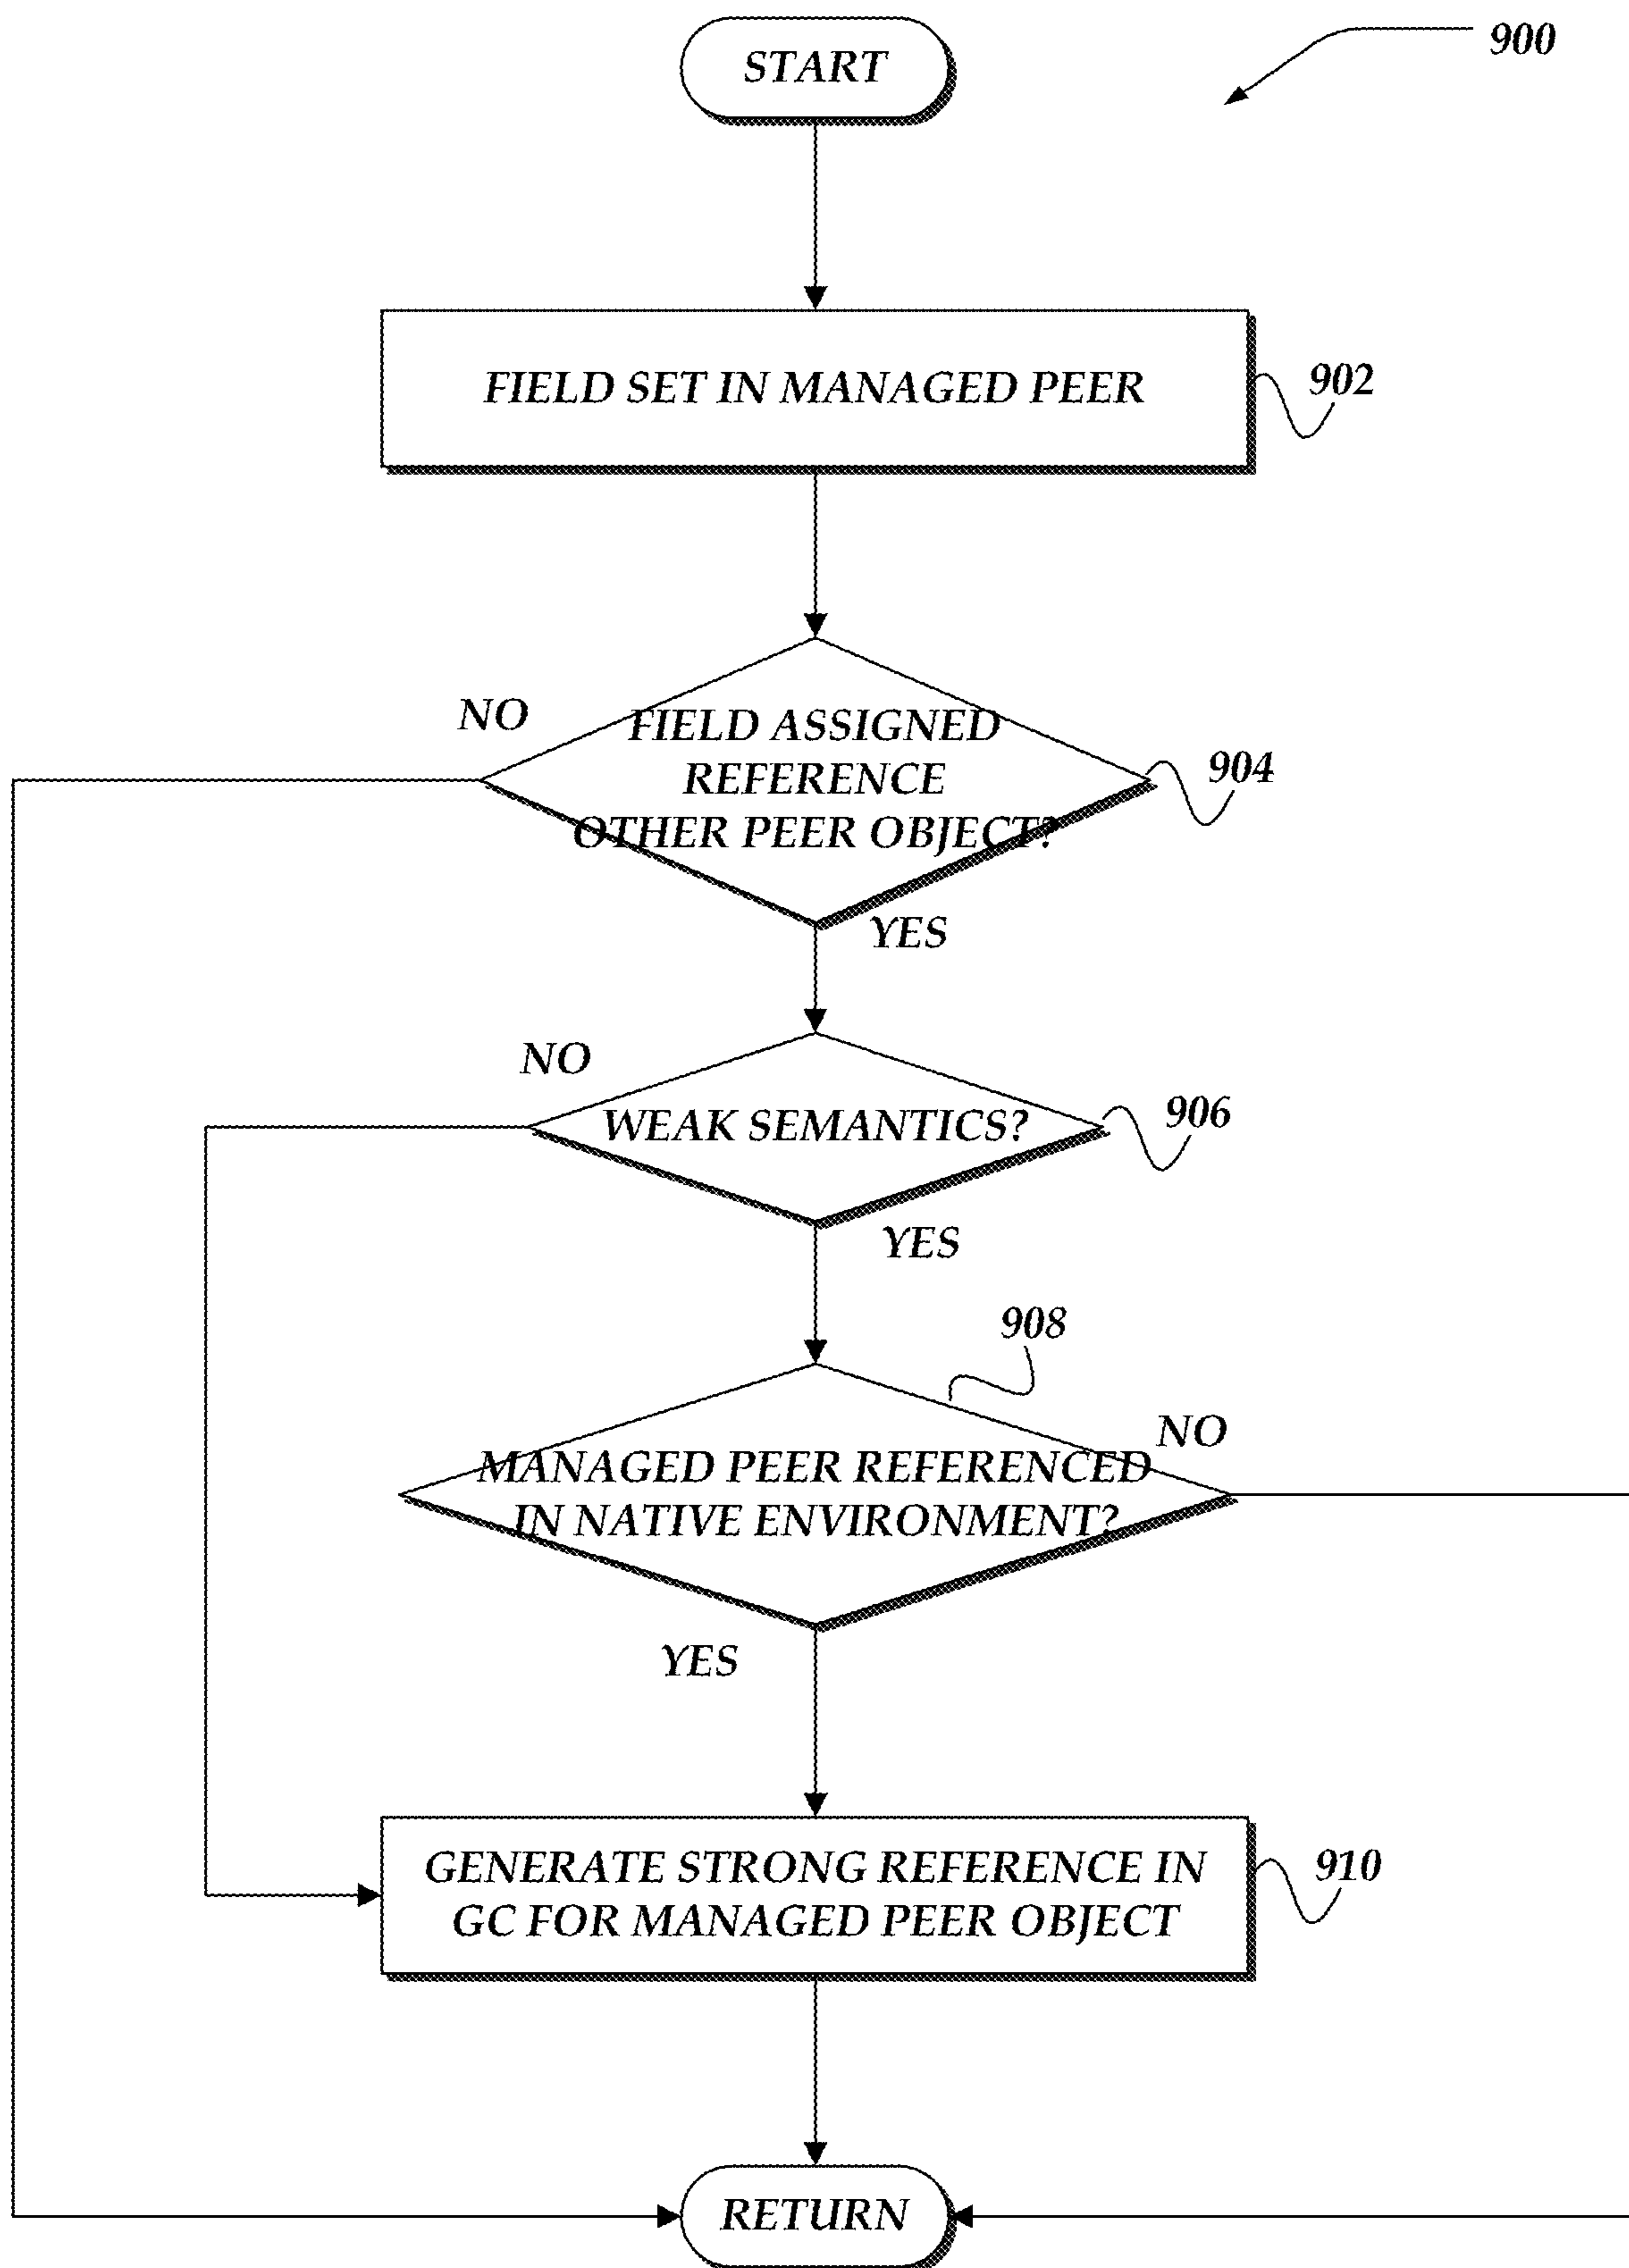 START
900
FIELD SET IN MANAGED PEER
902
NO
FIELD ASSIGNED
REFERENCE
OTHER PEER OBJECT?
904
YES
NO
WEAK SEMANTICS?
906
YES
908
NO
MANAGED PEER REFERENCED
IN NATIVE ENVIRONMENT?
YES
GENERATE STRONG REFERENCE IN
GC FOR MANAGED PEER OBJECT
910
RETURN